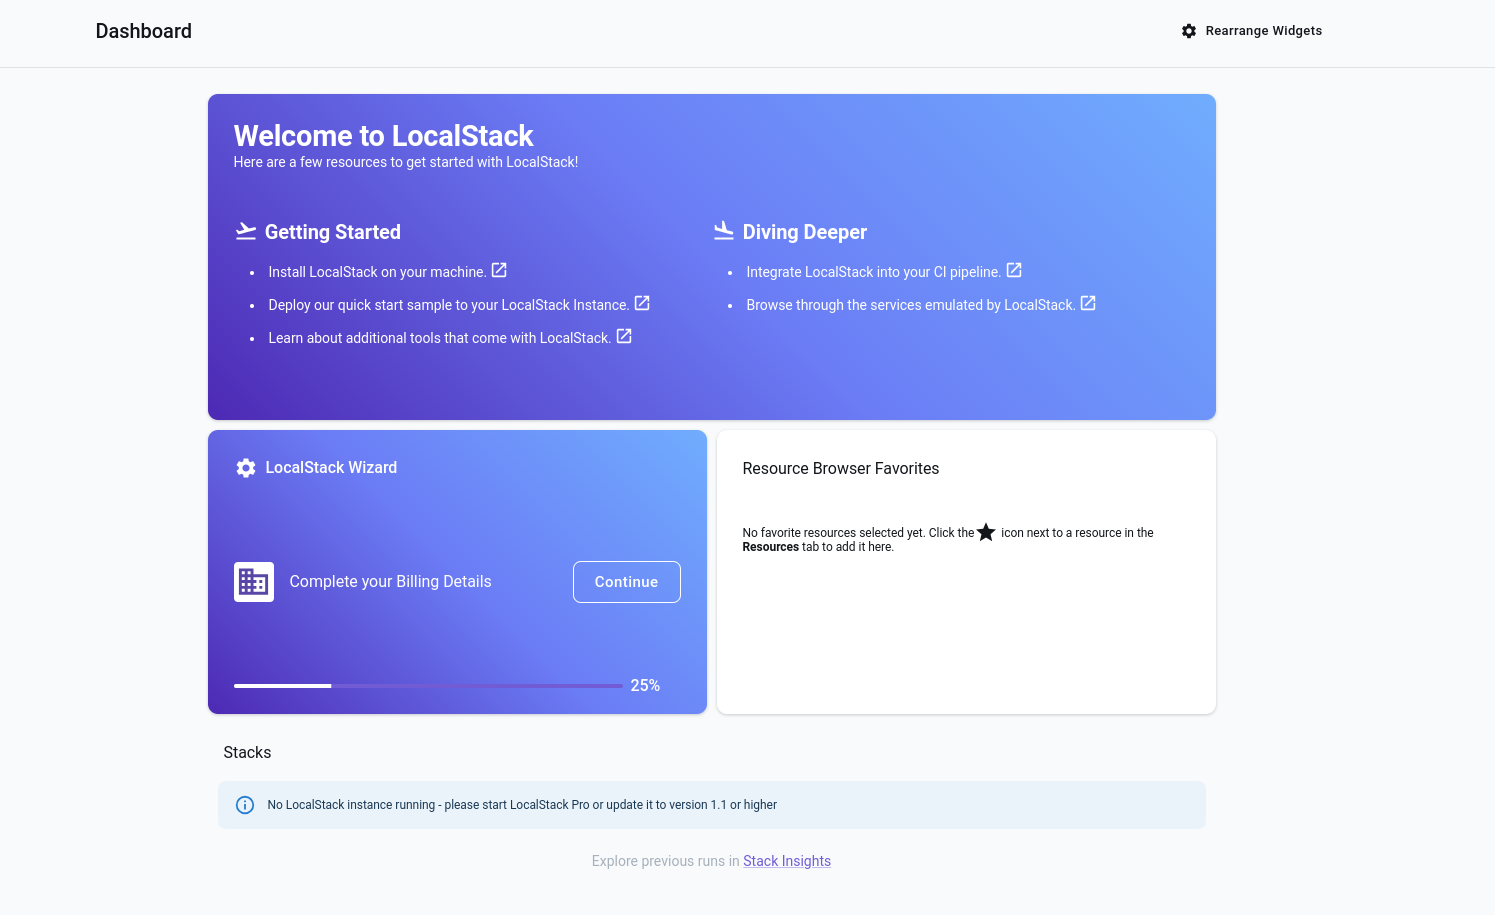 Dashboard
Rearrange Widgets
Welcome to LocalStack
Here are a few resources to get started with LocalStack!
Getting Started
Install LocalStack on your machine.
Deploy our quick start sample to your LocalStack Instance.
Learn about additional tools that come with LocalStack.
Diving Deeper
Integrate LocalStack into your CI pipeline.
Browse through the services emulated by LocalStack.
LocalStack Wizard
Complete your Billing Details
Continue
25%
Resource Browser Favorites
No favorite resources selected yet. Click the icon next to a resource in the
Resources tab to add it here.
Stacks
No LocalStack instance running - please start LocalStack Pro or update it to version 1.1 or higher
Explore previous runs in Stack Insights